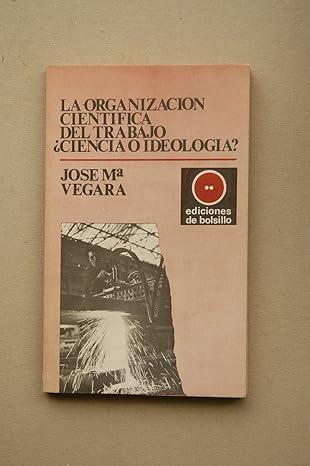 LA ORGANIZACION
CIENTIFICA
DEL TRABAJO
¿CIENCIA O IDEOLOGIA?
JOSE Mª
VEGARA
ediciones
de bolsillo